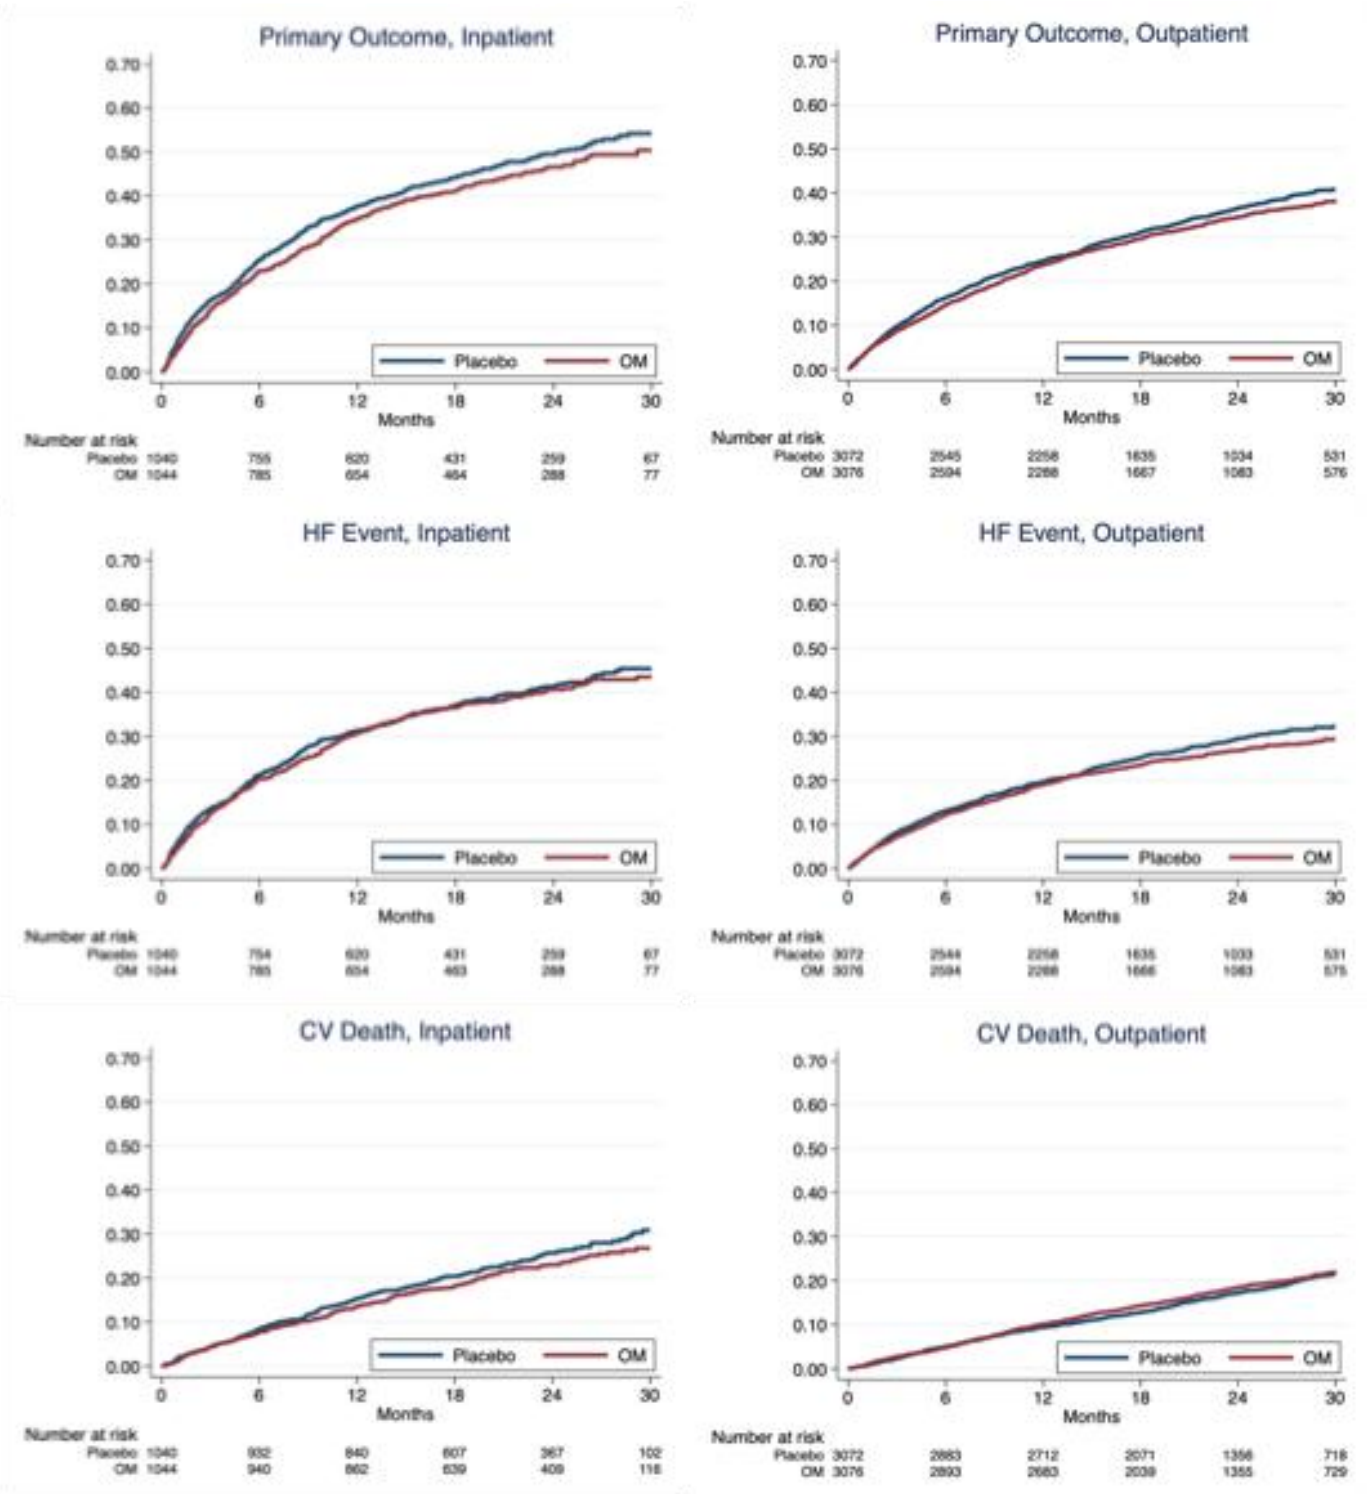 Primary Outcome, Inpatient
0.70
0.60
0.50
0.40
0.30
0.20
0.10
0.00
Placebo OM
0 6 12 18 24 30
Months
Number at risk
Placebo 1040 755 620 431 259 67
OM 1044 785 654 464 288 77
Primary Outcome, Outpatient
0.70
0.60
0.50
0.40
0.30
0.20
0.10
0.00
Placebo OM
0 6 12 18 24 30
Months
Number at risk
Placebo 3072 2545 2258 1635 1034 531
OM 3076 2594 2288 1667 1083 576
HF Event, Inpatient
0.70
0.60
0.50
0.40
0.30
0.20
0.10
0.00
Placebo OM
0 6 12 18 24 30
Months
Number at risk
Placebo 1040 754 620 431 259 67
OM 1044 785 654 463 288 77
HF Event, Outpatient
0.70
0.60
0.50
0.40
0.30
0.20
0.10
0.00
Placebo OM
0 6 12 18 24 30
Months
Number at risk
Placebo 3072 2544 2258 1635 1033 531
OM 3076 2594 2288 1666 1083 575
CV Death, Inpatient
0.70
0.60
0.50
0.40
0.30
0.20
0.10
0.00
Placebo OM
0 6 12 18 24 30
Months
Number at risk
Placebo 1040 932 840 607 367 102
OM 1044 940 862 639 409 116
CV Death, Outpatient
0.70
0.60
0.50
0.40
0.30
0.20
0.10
0.00
Placebo OM
0 6 12 18 24 30
Months
Number at risk
Placebo 3072 2883 2712 2071 1356 718
OM 3076 2893 2683 2039 1355 729